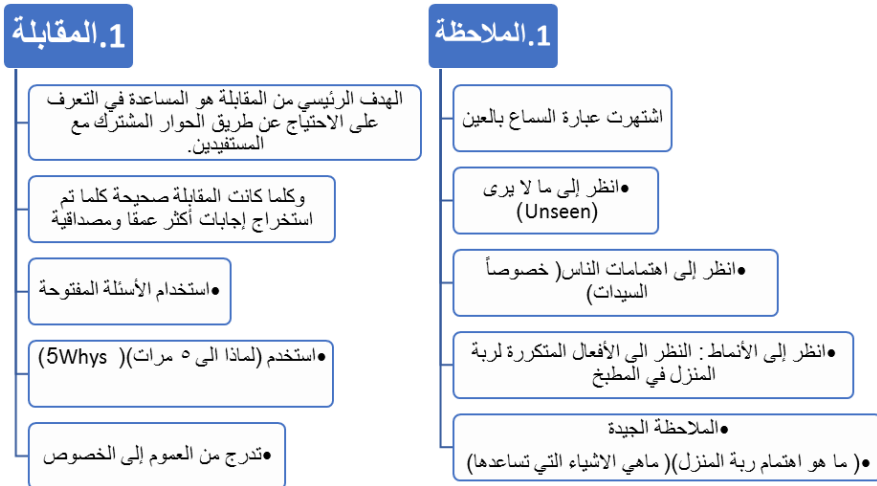 1.الملاحظة
اشتهرت عبارة السماع بالعين
•انظر إلى ما لا يرى
(Unseen)
•انظر إلى اهتمامات الناس( خصوصاً
السيدات)
•انظر إلى الأنماط : النظر الى الأفعال المتكررة لربة
المنزل في المطبخ
•الملاحظة الجيدة
•( ما هو اهتمام ربة المنزل)( ماهي الاشياء التي تساعدها)
1.المقابلة
الهدف الرئيسي من المقابلة هو المساعدة في التعرف
على الاحتياج عن طريق الحوار المشترك مع
المستفيدين.
وكلما كانت المقابلة صحيحة كلما تم
استخراج إجابات أكثر عمقا ومصداقية
•استخدام الأسئلة المفتوحة
•استخدم (لماذا الى ٥ مرات)( 5Whys)
•تدرج من العموم إلى الخصوص